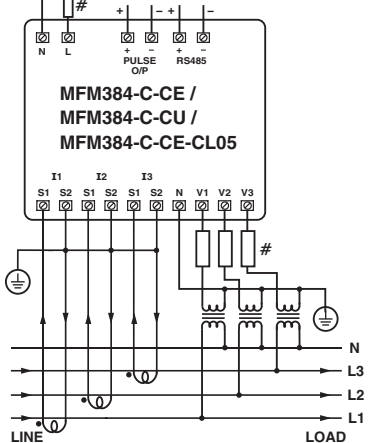 #
+ − + −
N L + − + −
PULSE O/P RS485
MFM384-C-CE /
MFM384-C-CU /
MFM384-C-CE-CL05
I1 I2 I3
S1 S2 S1 S2 S1 S2 N V1 V2 V3
#
N
L3
L2
L1
LINE LOAD